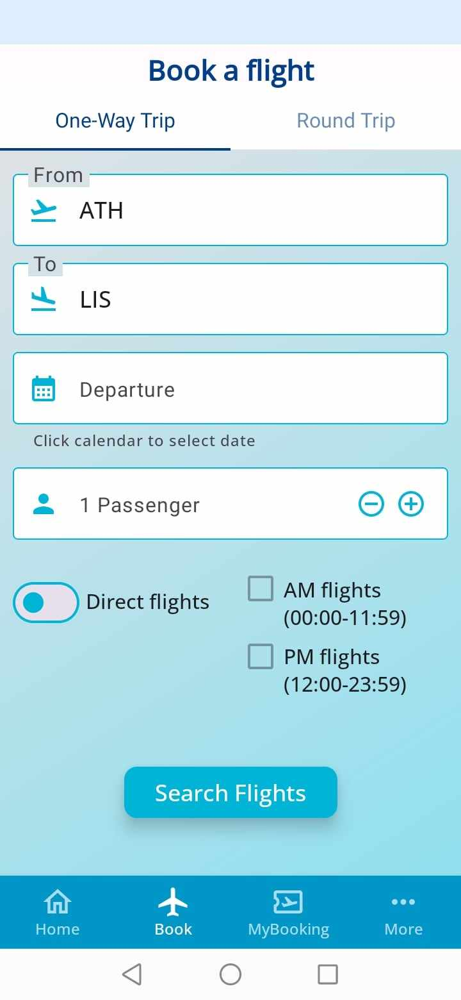 Book a flight
One-Way Trip
Round Trip
From
ATH
To
LIS
Departure
Click calendar to select date
1 Passenger
Direct flights
AM flights
(00:00-11:59)
PM flights
(12:00-23:59)
Search Flights
Home
Book
MyBooking
More